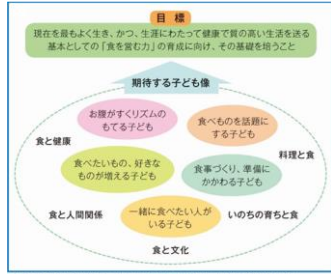 目 標
現在を最もよく生き、かつ、生涯にわたって健康で質の高い生活を送る
基本としての「食を営む力」の育成に向け、その基礎を培うこと
期待する子ども像
お腹がすくリズムの
もてる子ども
食べものを話題に
する子ども
食と健康
料理と食
食べたいもの、好きな
ものが増える子ども
食事づくり、準備に
かかわる子ども
食と人間関係
一緒に食べたい人が
いる子ども
いのちの育ちと食
食と文化